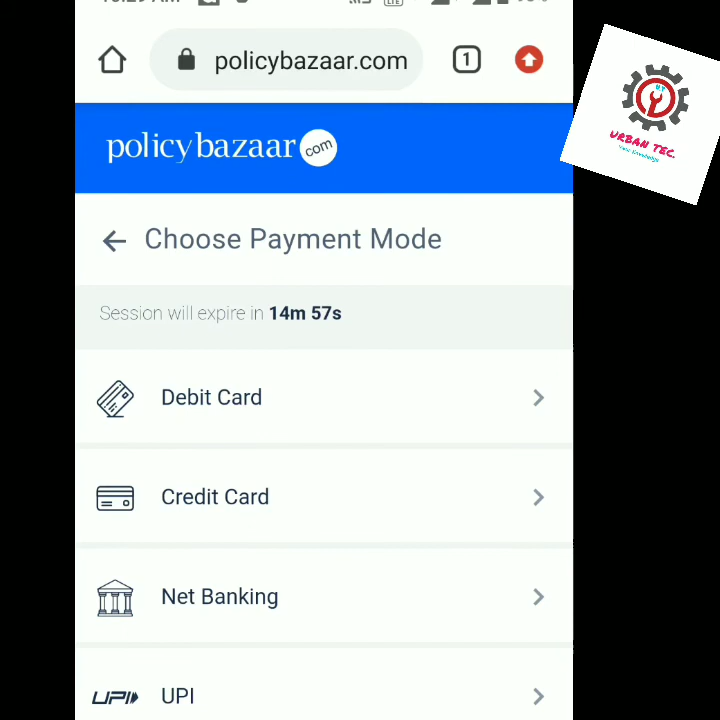 policybazaar.com
1
policybazaar com
URBAN TEC.
Choose Payment Mode
Session will expire in 14m 57s
Debit Card
Credit Card
Net Banking
UPI UPI